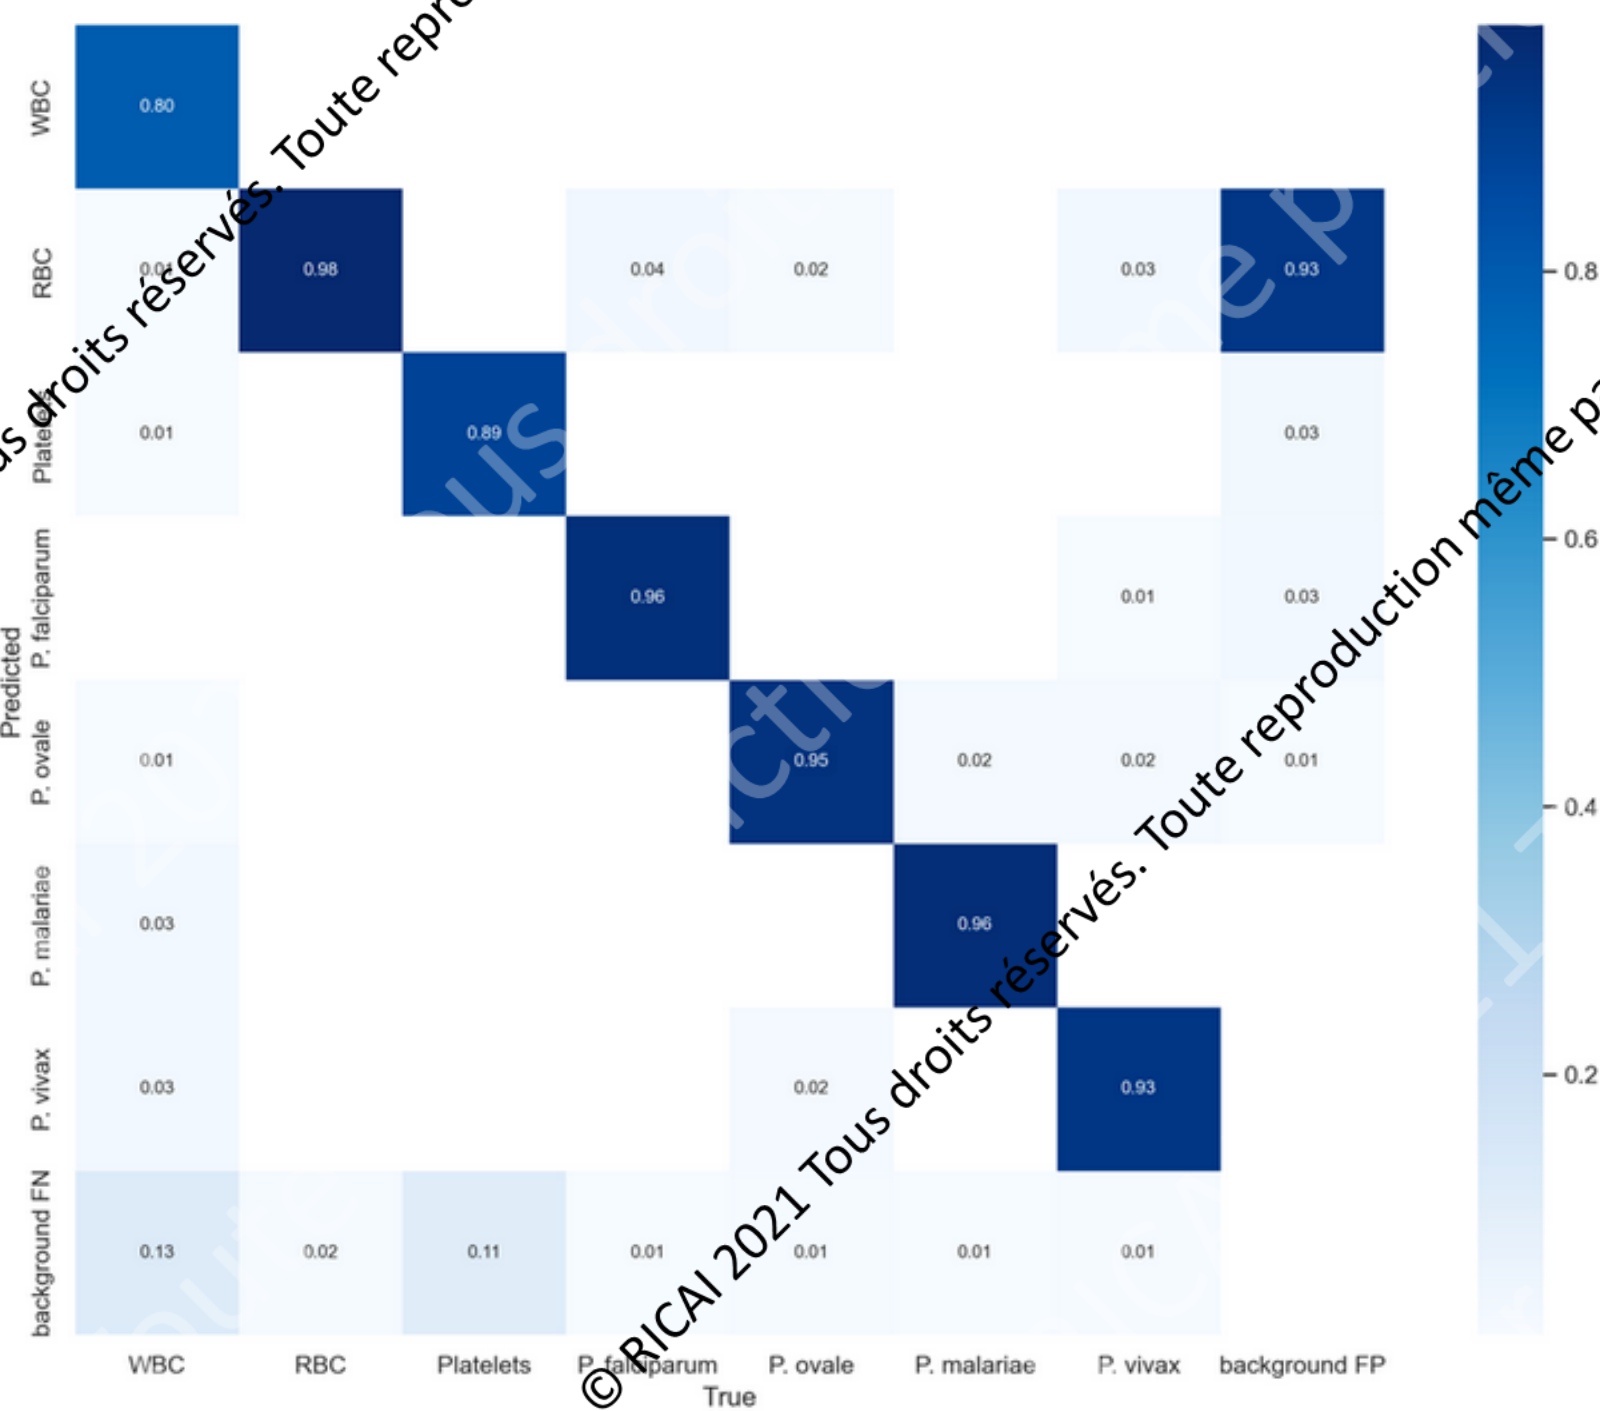 WBC 0.80
RBC 0.01 0.98 0.04 0.02 0.03 0.93
Platelets 0.01 0.89 0.03
P. falciparum 0.96 0.01 0.03
P. ovale 0.01 0.95 0.02 0.02 0.01
P. malariae 0.03 0.96
P. vivax 0.03 0.02 0.93
background FN 0.13 0.02 0.11 0.01 0.01 0.01 0.01
WBC RBC Platelets P. falciparum P. ovale P. malariae P. vivax background FP
True
Predicted
0.8
0.6
0.4
0.2
droits réservés. Toute
© RICAI 2021 Tous droits réservés. Toute reproduction même